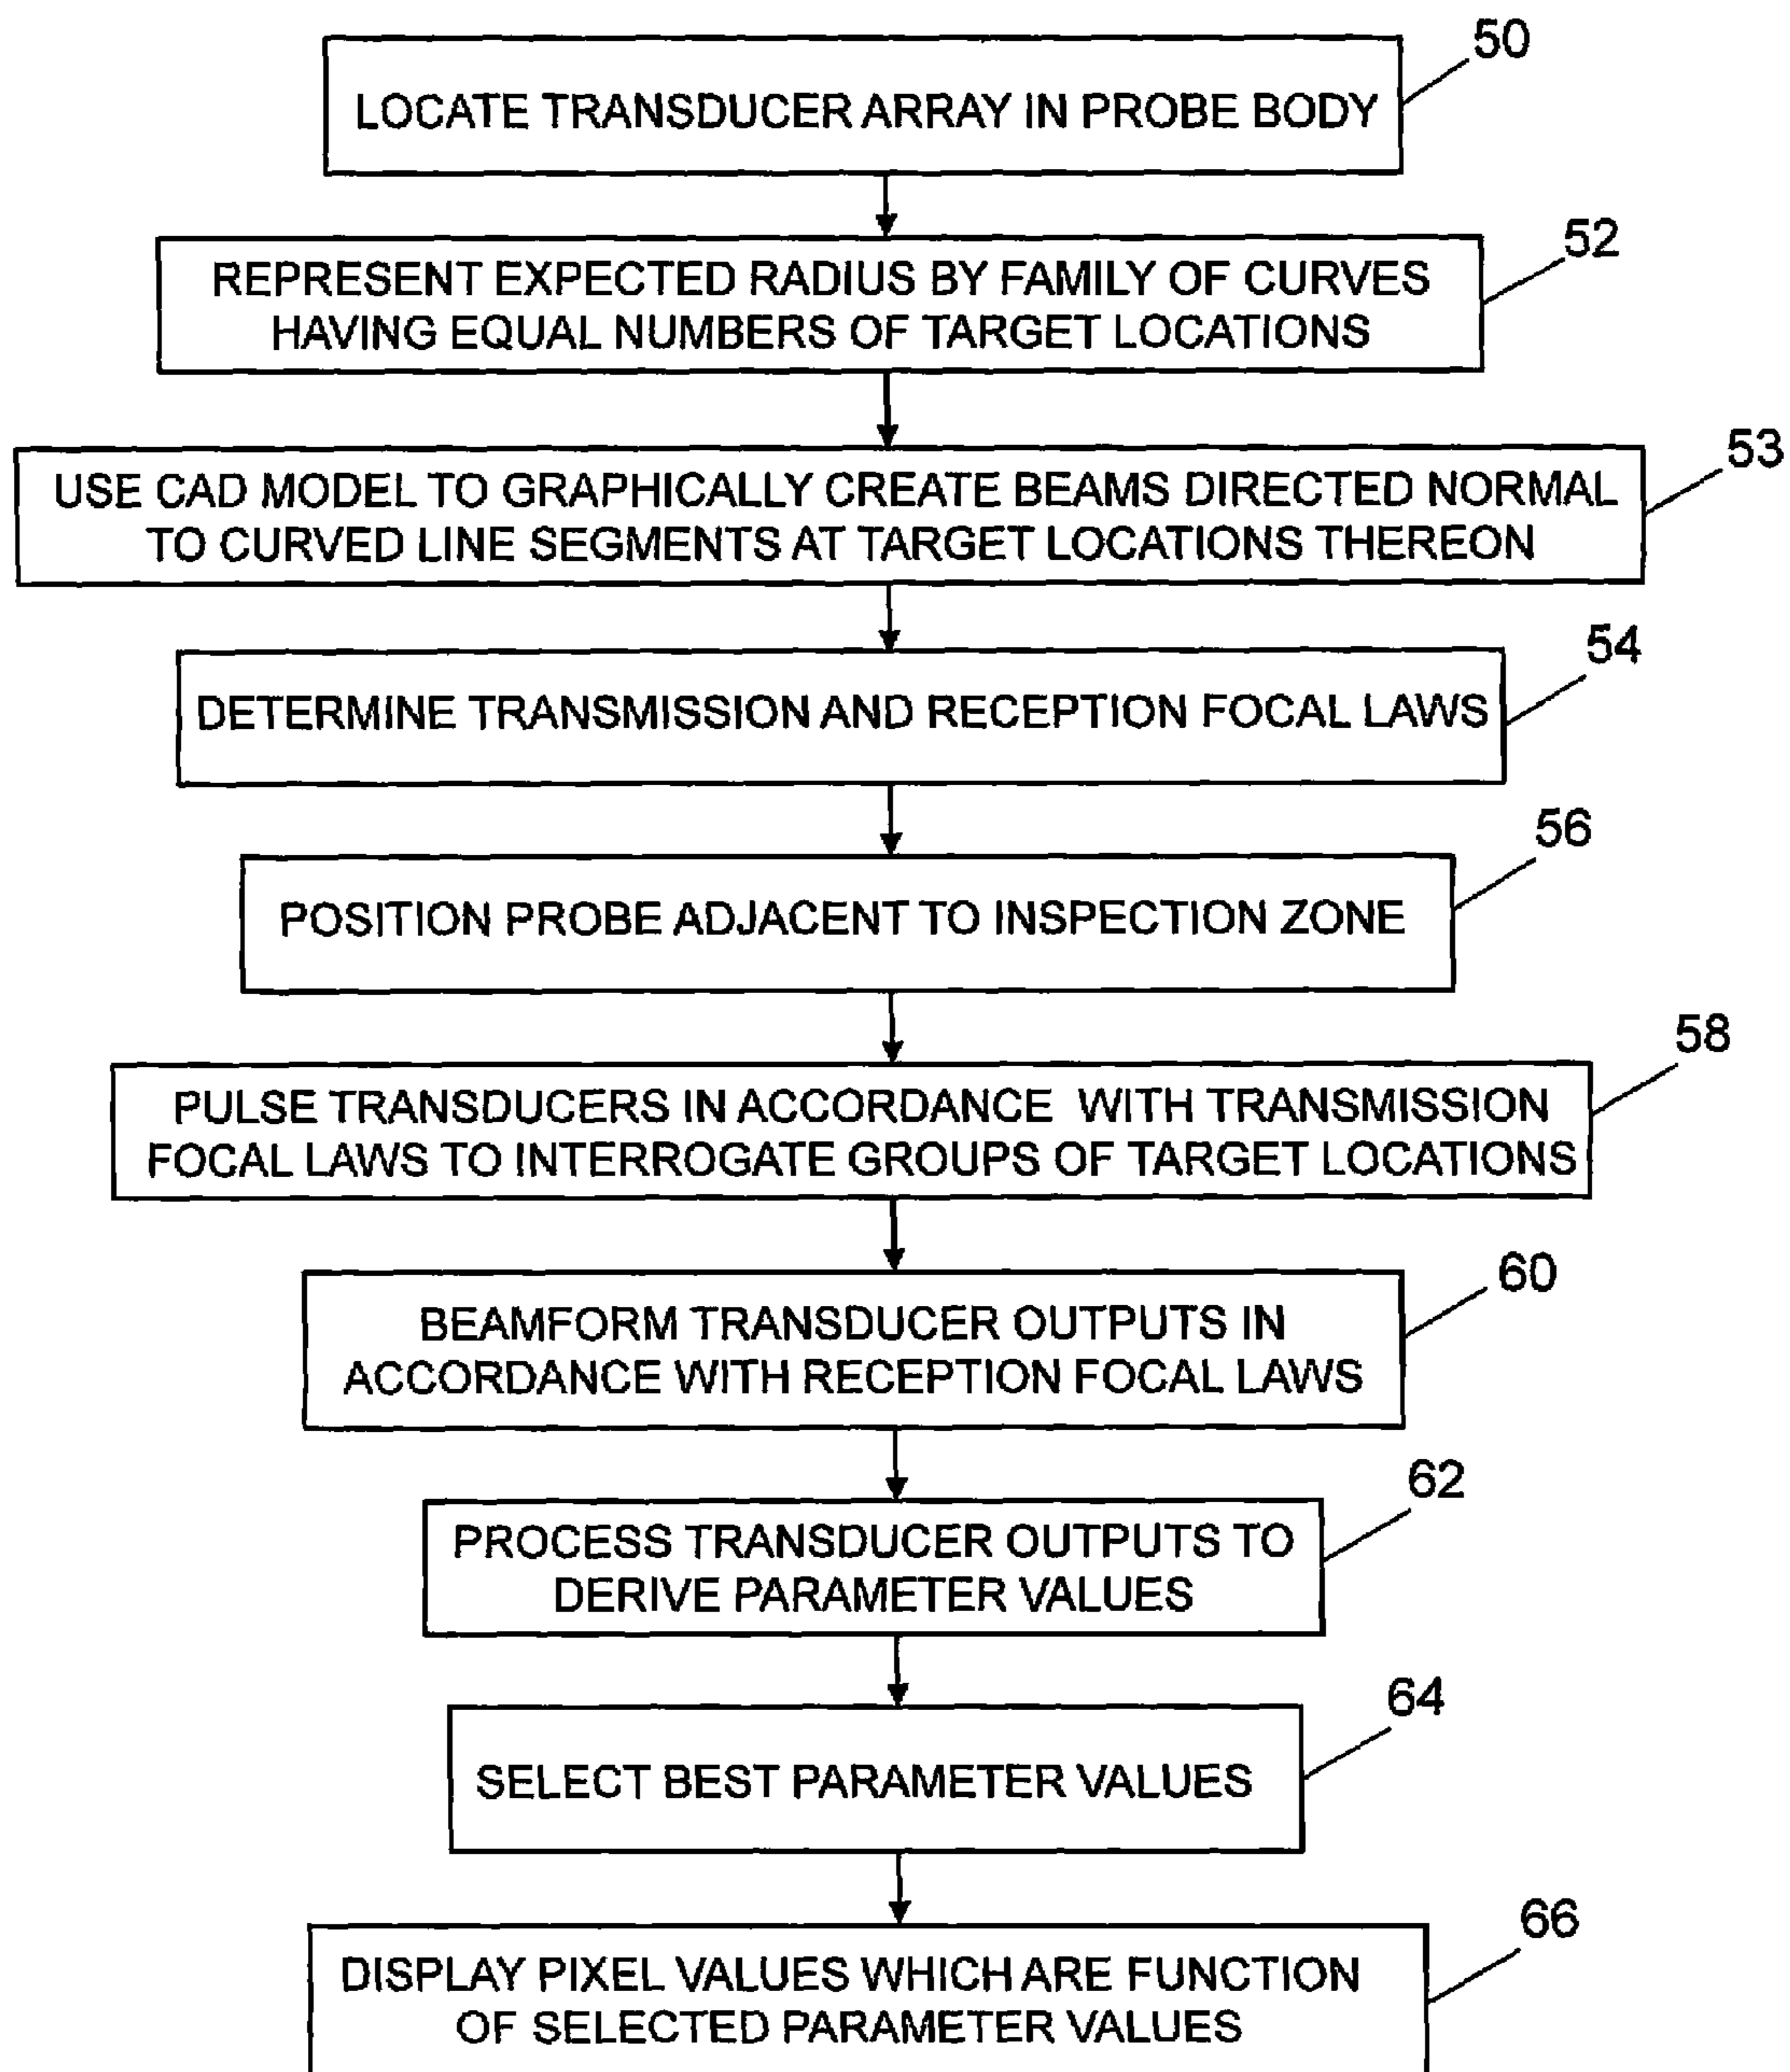 50
LOCATE TRANSDUCER ARRAY IN PROBE BODY
52
REPRESENT EXPECTED RADIUS BY FAMILY OF CURVES
HAVING EQUAL NUMBERS OF TARGET LOCATIONS
53
USE CAD MODEL TO GRAPHICALLY CREATE BEAMS DIRECTED NORMAL
TO CURVED LINE SEGMENTS AT TARGET LOCATIONS THEREON
54
DETERMINE TRANSMISSION AND RECEPTION FOCAL LAWS
56
POSITION PROBE ADJACENT TO INSPECTION ZONE
58
PULSE TRANSDUCERS IN ACCORDANCE WITH TRANSMISSION
FOCAL LAWS TO INTERROGATE GROUPS OF TARGET LOCATIONS
60
BEAMFORM TRANSDUCER OUTPUTS IN
ACCORDANCE WITH RECEPTION FOCAL LAWS
62
PROCESS TRANSDUCER OUTPUTS TO
DERIVE PARAMETER VALUES
64
SELECT BEST PARAMETER VALUES
66
DISPLAY PIXEL VALUES WHICH ARE FUNCTION
OF SELECTED PARAMETER VALUES